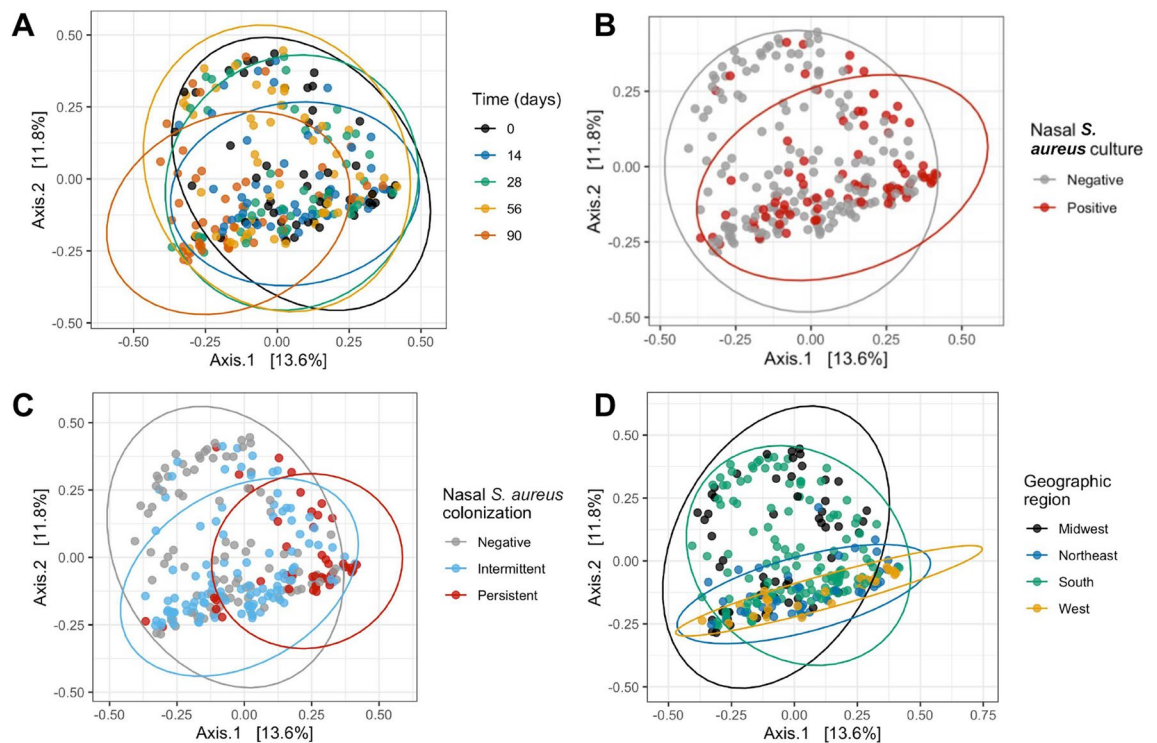 A
0.50
0.25
0.00
-0.25
-0.50
Axis.2 [11.8%]
-0.50 -0.25 0.00 0.25 0.50
Axis.1 [13.6%]
Time (days)
0
14
28
56
90
B
0.25
0.00
-0.25
-0.50
Axis.2 [11.8%]
-0.50 -0.25 0.00 0.25 0.50
Axis.1 [13.6%]
Nasal S.
aureus culture
Negative
Positive
C
0.50
0.25
0.00
-0.25
-0.50
Axis.2 [11.8%]
-0.50 -0.25 0.00 0.25 0.50
Axis.1 [13.6%]
Nasal S. aureus
colonization
Negative
Intermittent
Persistent
D
0.50
0.25
0.00
-0.25
-0.50
Axis.2 [11.8%]
-0.50 -0.25 0.00 0.25 0.50 0.75
Axis.1 [13.6%]
Geographic
region
Midwest
Northeast
South
West